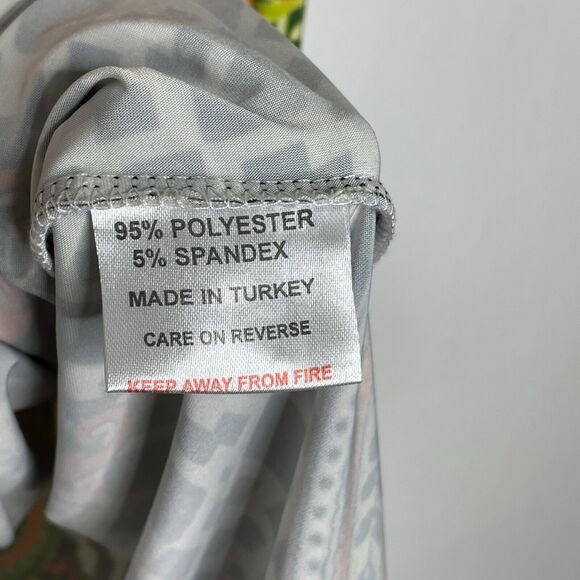 95% POLYESTER
5% SPANDEX
MADE IN TURKEY
CARE ON REVERSE
KEEP AWAY FROM FIRE